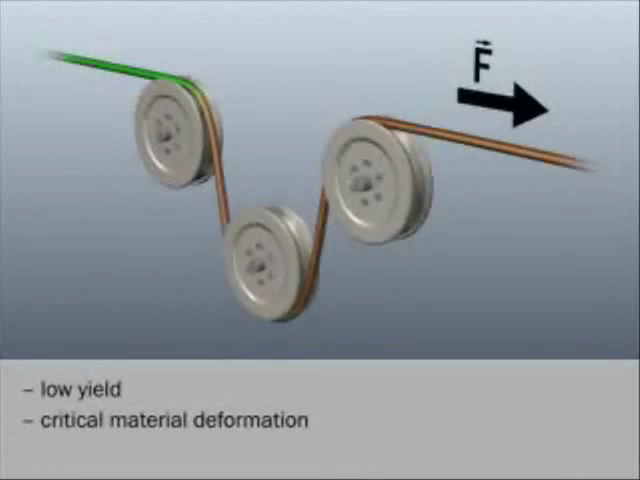 F
– low yield
– critical material deformation